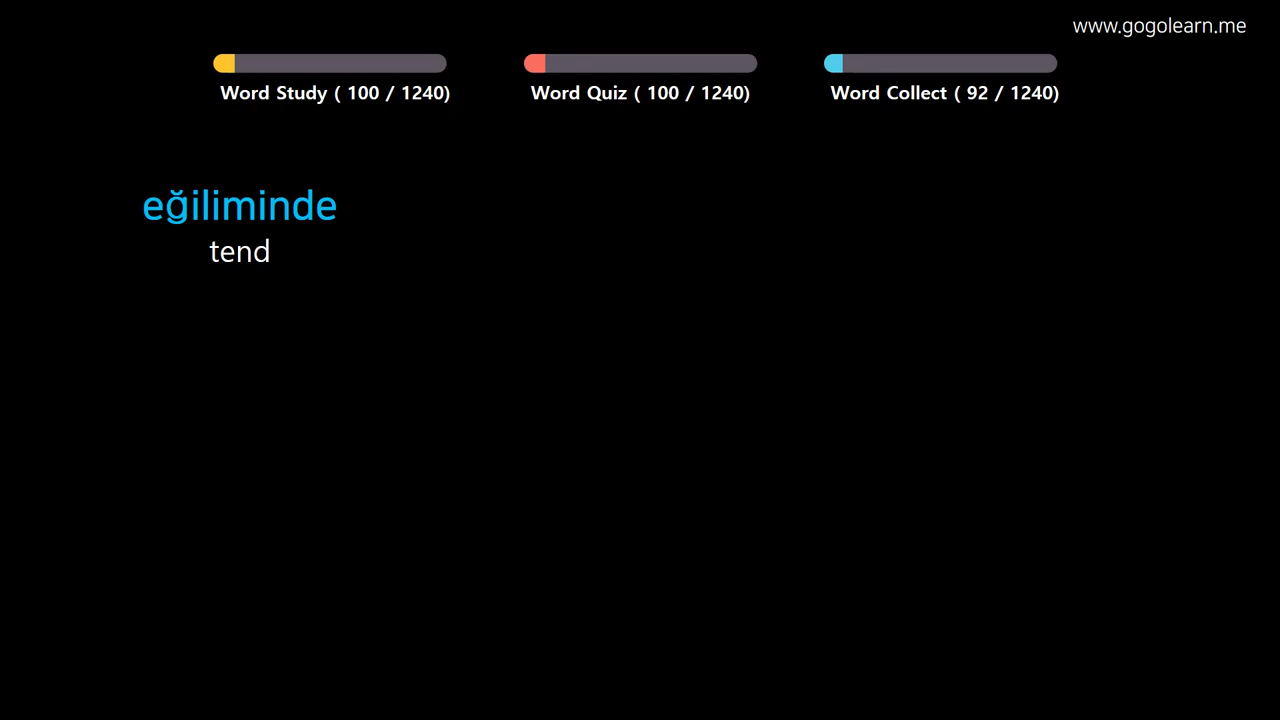 www.gogolearn.me
Word Study ( 100 / 1240)
Word Quiz ( 100 / 1240)
Word Collect ( 92 / 1240)
eğiliminde
tend